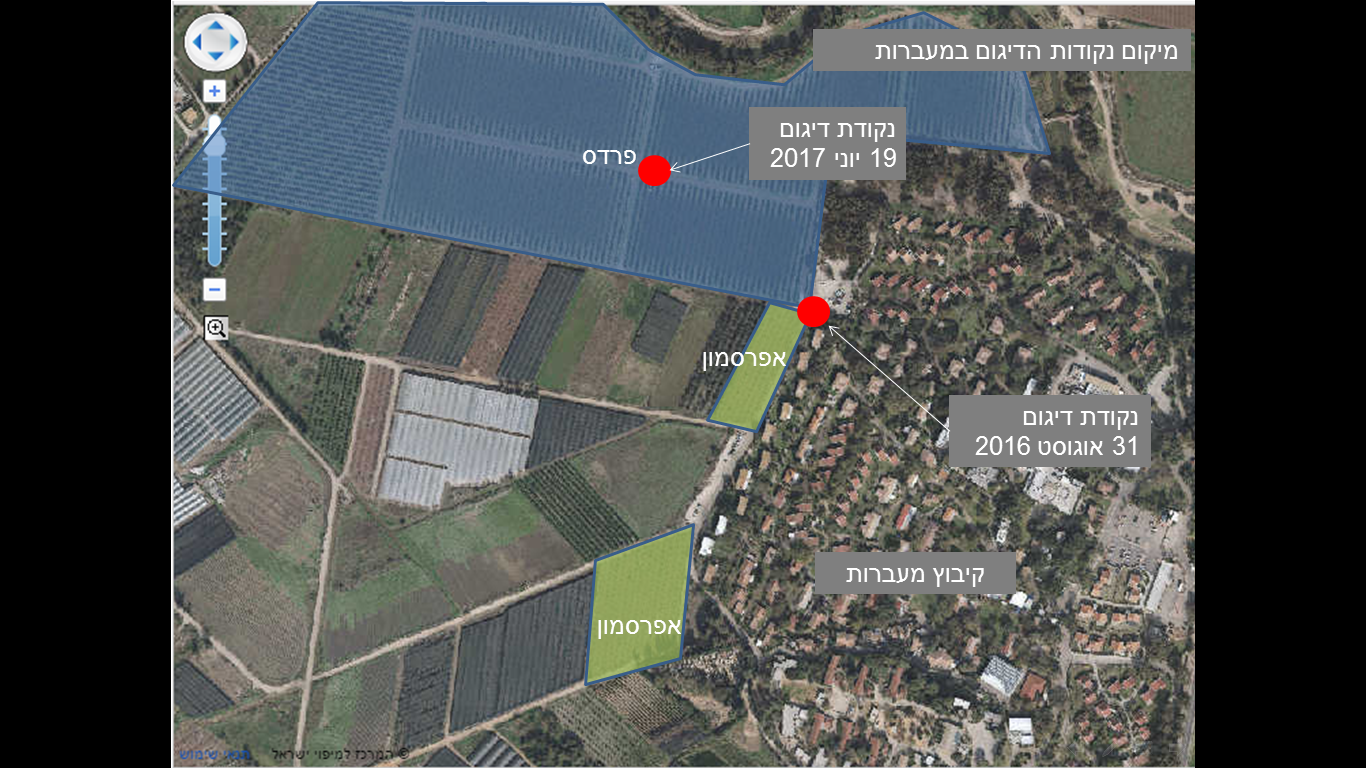 מיקום נקודות הדיגום במעברות
נקודת דיגום
19 יוני 2017
פרדס
אפרסמון
נקודת דיגום
31 אוגוסט 2016
קיבוץ מעברות
אפרסמון
© המרכז למיפוי ישראל